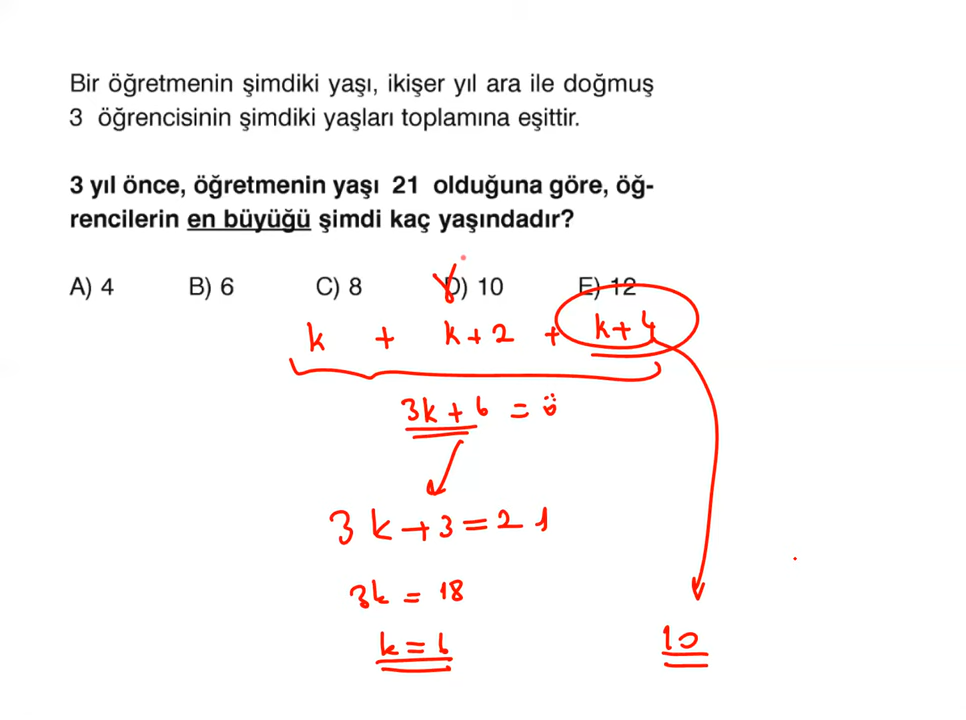 Bir öğretmenin şimdiki yaşı, ikişer yıl ara ile doğmuş
3 öğrencisinin şimdiki yaşları toplamına eşittir.
3 yıl önce, öğretmenin yaşı 21 olduğuna göre, öğ-
rencilerin en büyüğü şimdi kaç yaşındadır?
A) 4 B) 6 C) 8 D) 10 E) 12
k + k+2 + k+4
3k+6 = ö
3k+3=21
3k = 18
k=6
10